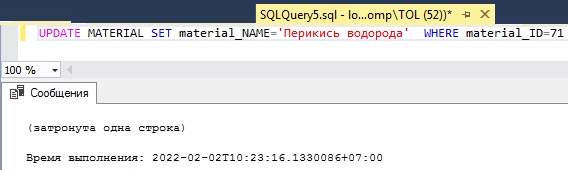 SQLQuery5.sql - lo...omp\TOL (52))*
UPDATE MATERIAL SET material_NAME='Перикись водорода' WHERE material_ID=71
100 %
Сообщения
(затронута одна строка)
Время выполнения: 2022-02-02T10:23:16.1330086+07:00